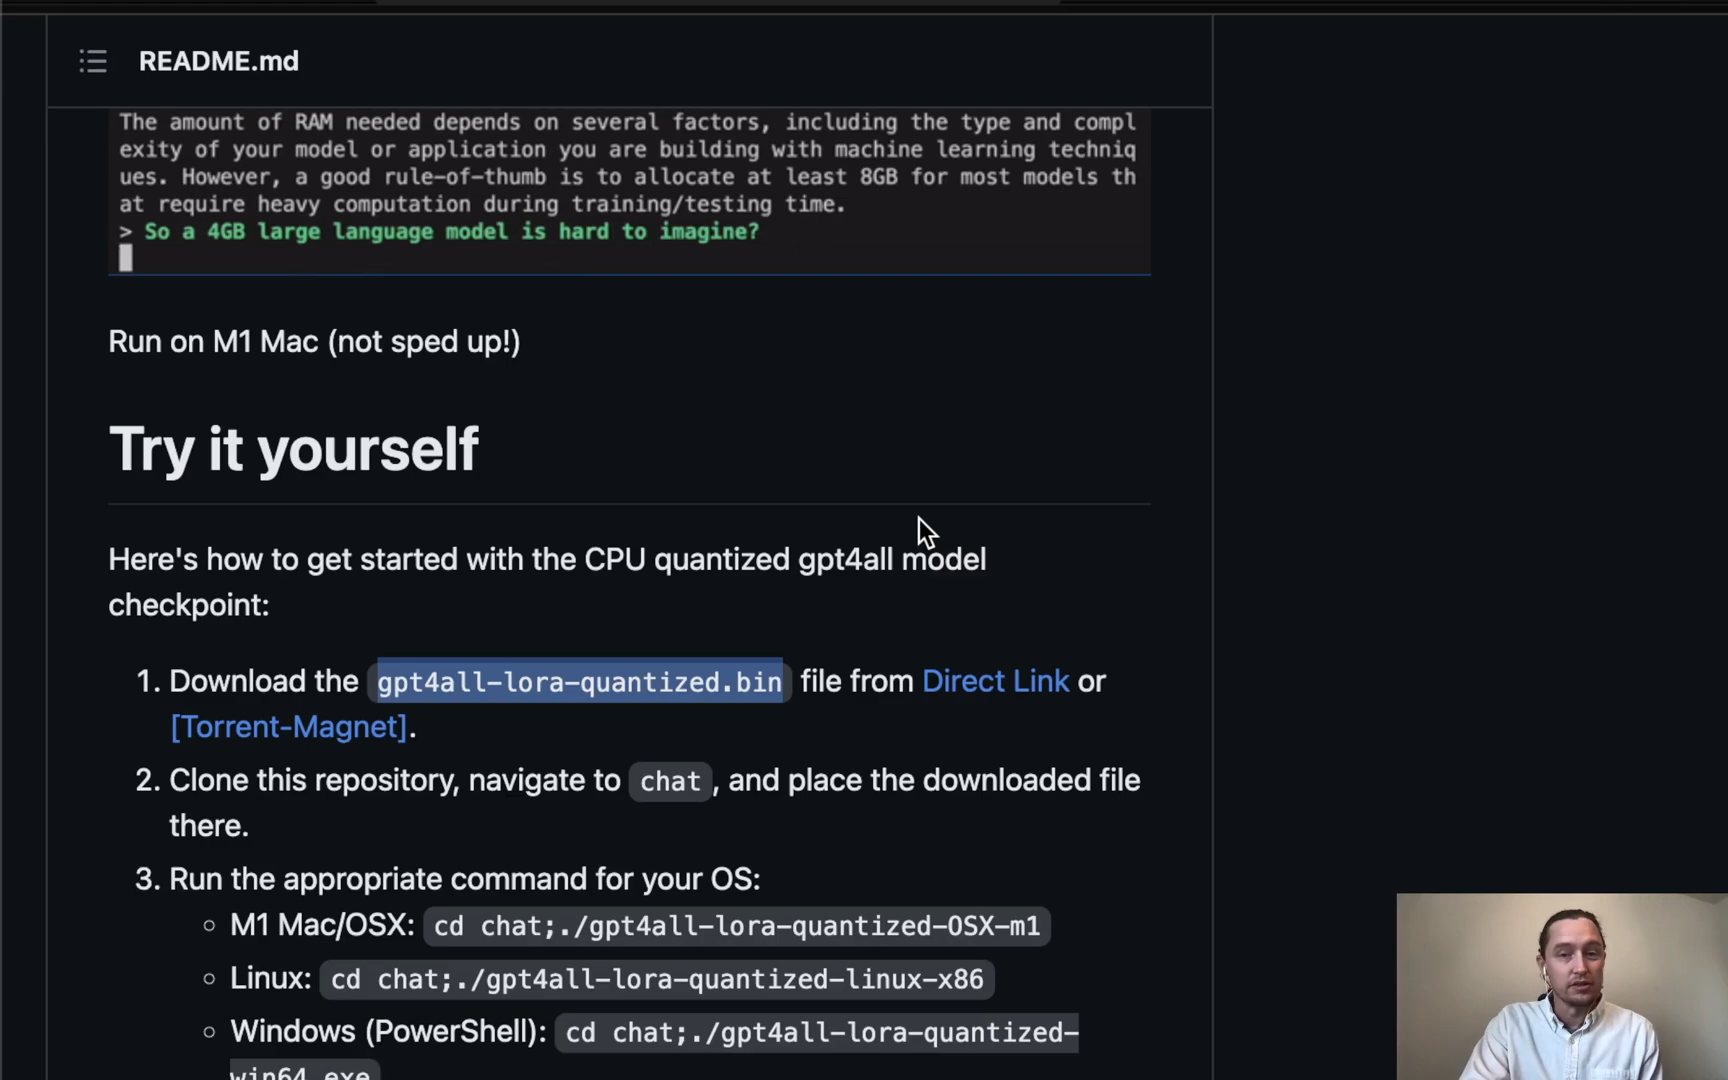 README.md
The amount of RAM needed depends on several factors, including the type and compl
exity of your model or application you are building with machine learning techniq
ues. However, a good rule-of-thumb is to allocate at least 8GB for most models th
at require heavy computation during training/testing time.
> So a 4GB large language model is hard to imagine?
Run on M1 Mac (not sped up!)
Try it yourself
Here's how to get started with the CPU quantized gpt4all model
checkpoint:
1. Download the gpt4all-lora-quantized.bin file from Direct Link or
[Torrent-Magnet].
2. Clone this repository, navigate to chat, and place the downloaded file
there.
3. Run the appropriate command for your OS:
M1 Mac/OSX: cd chat;./gpt4all-lora-quantized-OSX-m1
Linux: cd chat;./gpt4all-lora-quantized-linux-x86
Windows (PowerShell): cd chat;./gpt4all-lora-quantized-
win64.exe